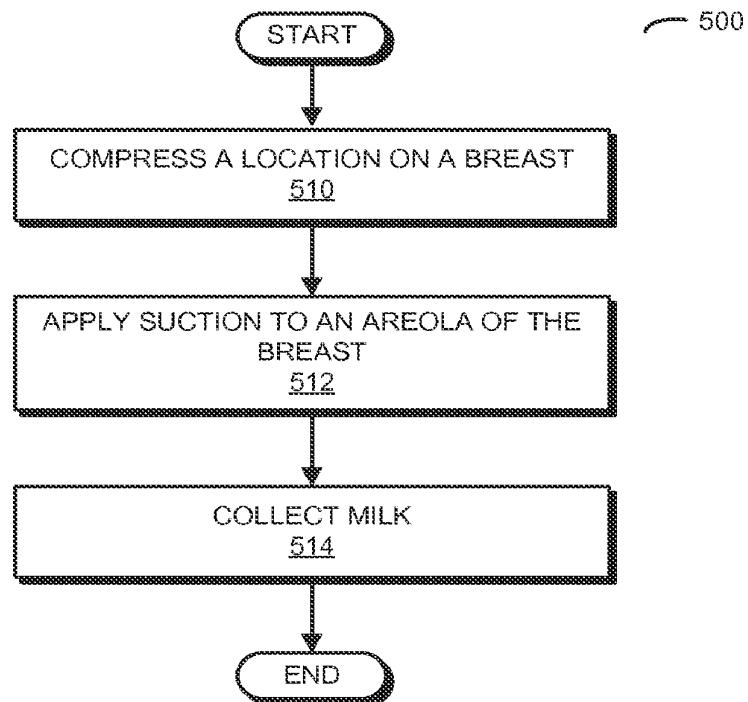 START
500
COMPRESS A LOCATION ON A BREAST
510
APPLY SUCTION TO AN AREOLA OF THE
BREAST
512
COLLECT MILK
514
END